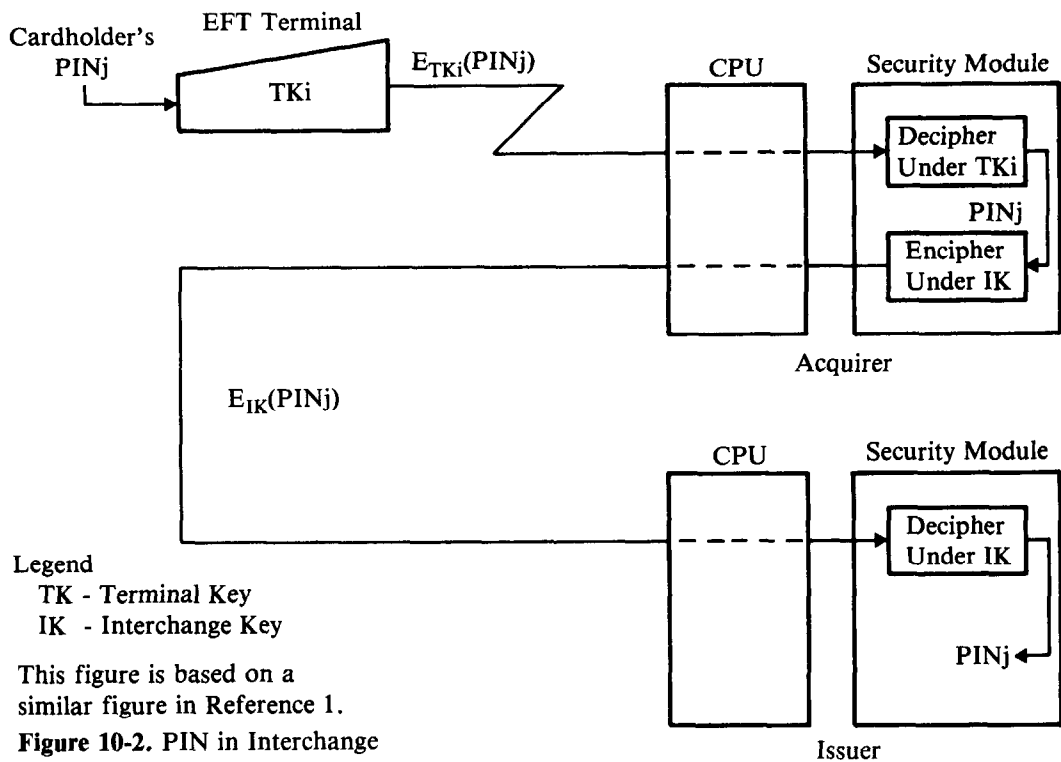 Cardholder's
PINj
EFT Terminal
TKi
E_TKi(PINj)
CPU
Security Module
Decipher
Under TKi
PINj
Encipher
Under IK
Acquirer
E_IK(PINj)
CPU
Security Module
Decipher
Under IK
PINj
Issuer
Legend
TK - Terminal Key
IK - Interchange Key
This figure is based on a
similar figure in Reference 1.
Figure 10-2. PIN in Interchange